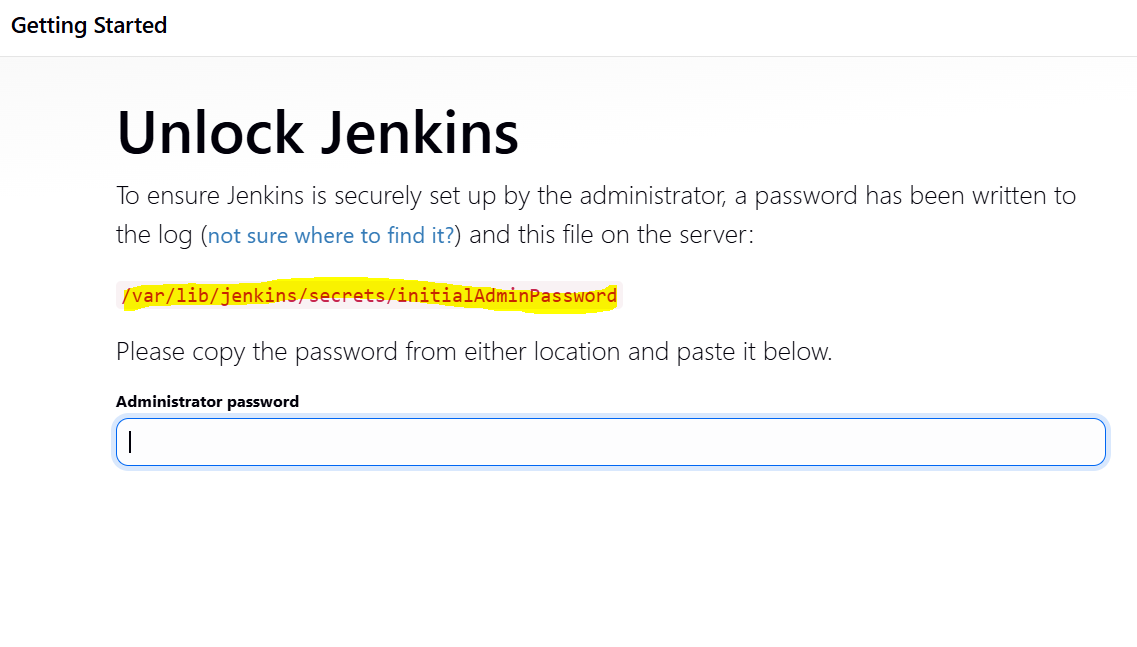 Getting Started
Unlock Jenkins
To ensure Jenkins is securely set up by the administrator, a password has been written to
the log (not sure where to find it?) and this file on the server:
/var/lib/jenkins/secrets/initialAdminPassword
Please copy the password from either location and paste it below.
Administrator password